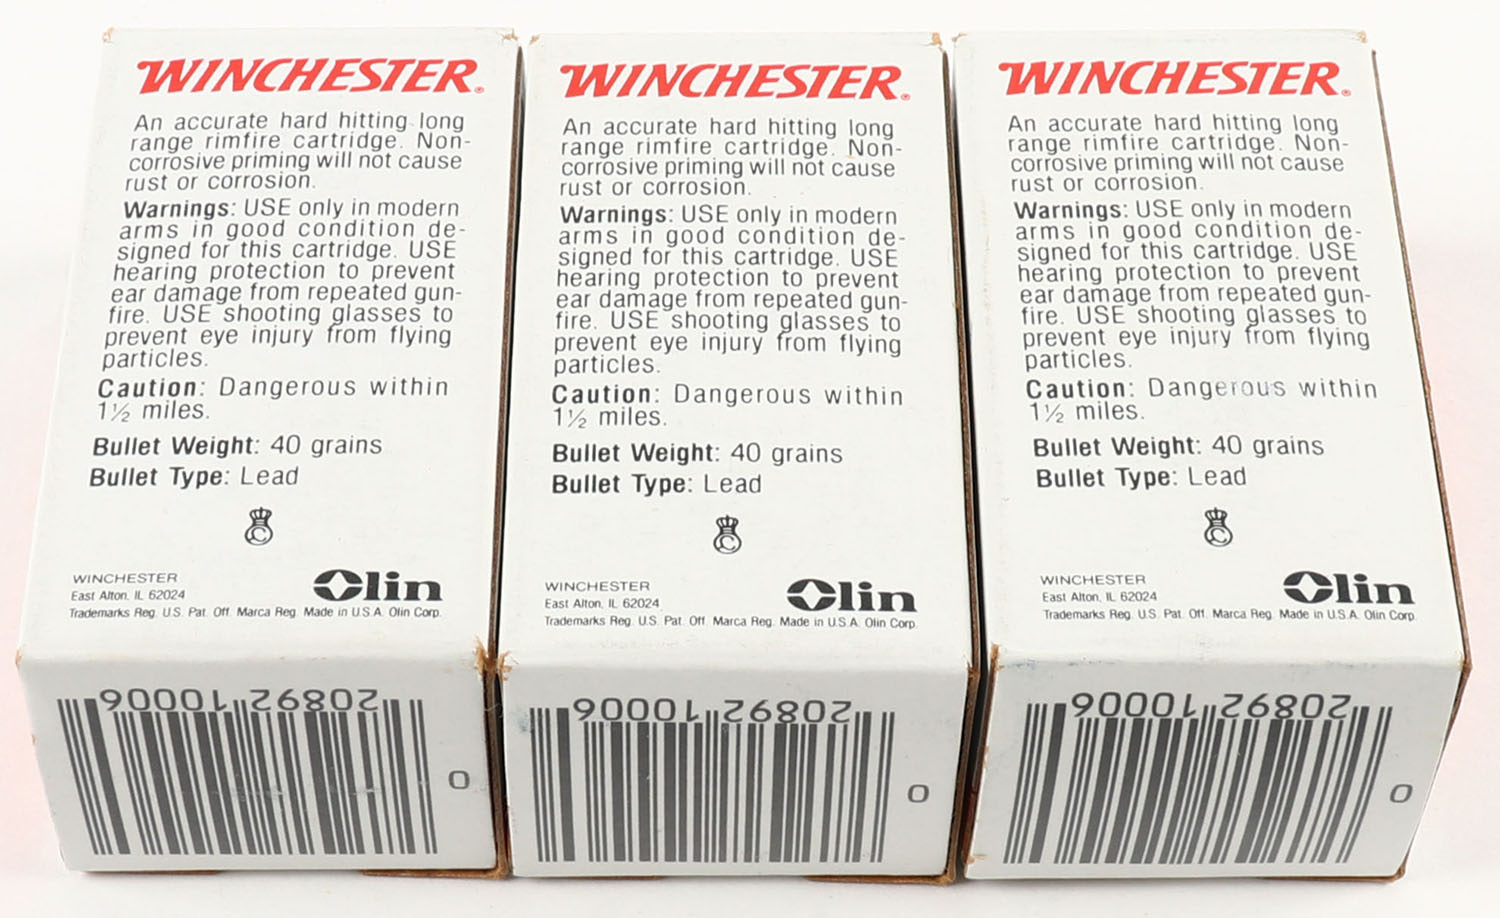 WINCHESTER®
An accurate hard hitting long
range rimfire cartridge. Non-
corrosive priming will not cause
rust or corrosion.
Warnings: USE only in modern
arms in good condition de-
signed for this cartridge. USE
hearing protection to prevent
ear damage from repeated gun-
fire. USE shooting glasses to
prevent eye injury from flying
particles.
Caution: Dangerous within
1½ miles.
Bullet Weight: 40 grains
Bullet Type: Lead
C
WINCHESTER
East Alton, IL 62024
Olin
Trademarks Reg. U.S. Pat. Off. Marca Reg. Made in U.S.A. Olin Corp.
0 20892 10006
WINCHESTER®
An accurate hard hitting long
range rimfire cartridge. Non-
corrosive priming will not cause
rust or corrosion.
Warnings: USE only in modern
arms in good condition de-
signed for this cartridge. USE
hearing protection to prevent
ear damage from repeated gun-
fire. USE shooting glasses to
prevent eye injury from flying
particles.
Caution: Dangerous within
1½ miles.
Bullet Weight: 40 grains
Bullet Type: Lead
C
WINCHESTER
East Alton, IL 62024
Olin
Trademarks Reg. U.S. Pat. Off. Marca Reg. Made in U.S.A. Olin Corp.
0 20892 10006
WINCHESTER®
An accurate hard hitting long
range rimfire cartridge. Non-
corrosive priming will not cause
rust or corrosion.
Warnings: USE only in modern
arms in good condition de-
signed for this cartridge. USE
hearing protection to prevent
ear damage from repeated gun-
fire. USE shooting glasses to
prevent eye injury from flying
particles.
Caution: Dangerous within
1½ miles.
Bullet Weight: 40 grains
Bullet Type: Lead
C
WINCHESTER
East Alton, IL 62024
Olin
Trademarks Reg. U.S. Pat. Off. Marca Reg. Made in U.S.A. Olin Corp.
0 20892 10006